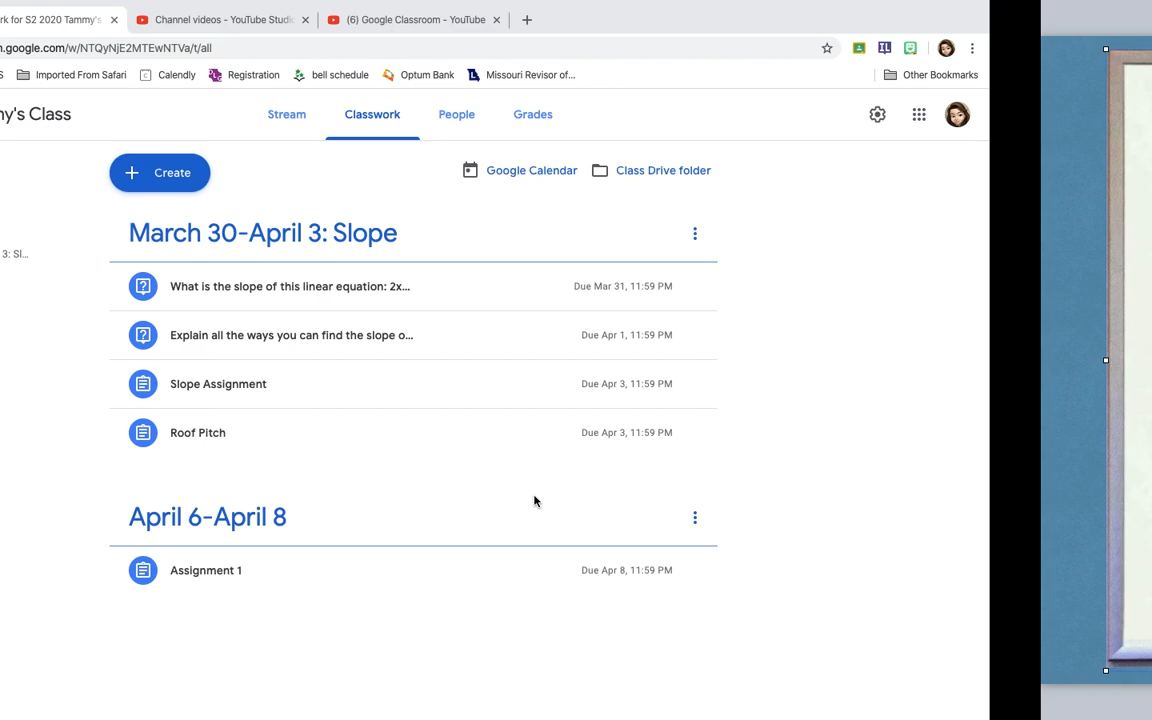 rk for S2 2020 Tammy's
Channel videos - YouTube Studi
(6) Google Classroom - YouTube
n.google.com/w/NTQyNjE2MTEwNTVa/t/all
S
Imported From Safari
Calendly
Registration
bell schedule
Optum Bank
Missouri Revisor of...
Other Bookmarks
ny's Class
Stream
Classwork
People
Grades
Create
Google Calendar
Class Drive folder
March 30-April 3: Slope
3: Sl...
What is the slope of this linear equation: 2x...
Due Mar 31, 11:59 PM
Explain all the ways you can find the slope o...
Due Apr 1, 11:59 PM
Slope Assignment
Due Apr 3, 11:59 PM
Roof Pitch
Due Apr 3, 11:59 PM
April 6-April 8
Assignment 1
Due Apr 8, 11:59 PM